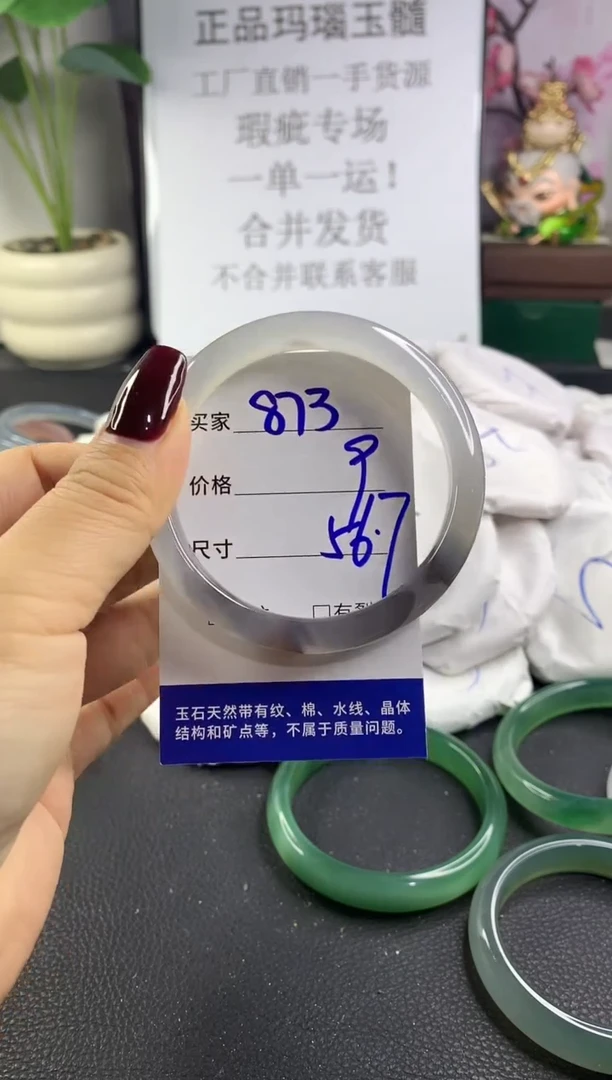 正品玛瑙玉髓
工厂直销一手货源
瑕疵专场
一单一运！
合并发货
不合并联系客服
买家 873
价格 9
尺寸 56.7
□有裂
玉石天然带有纹、棉、水线、晶体
结构和矿点等，不属于质量问题。